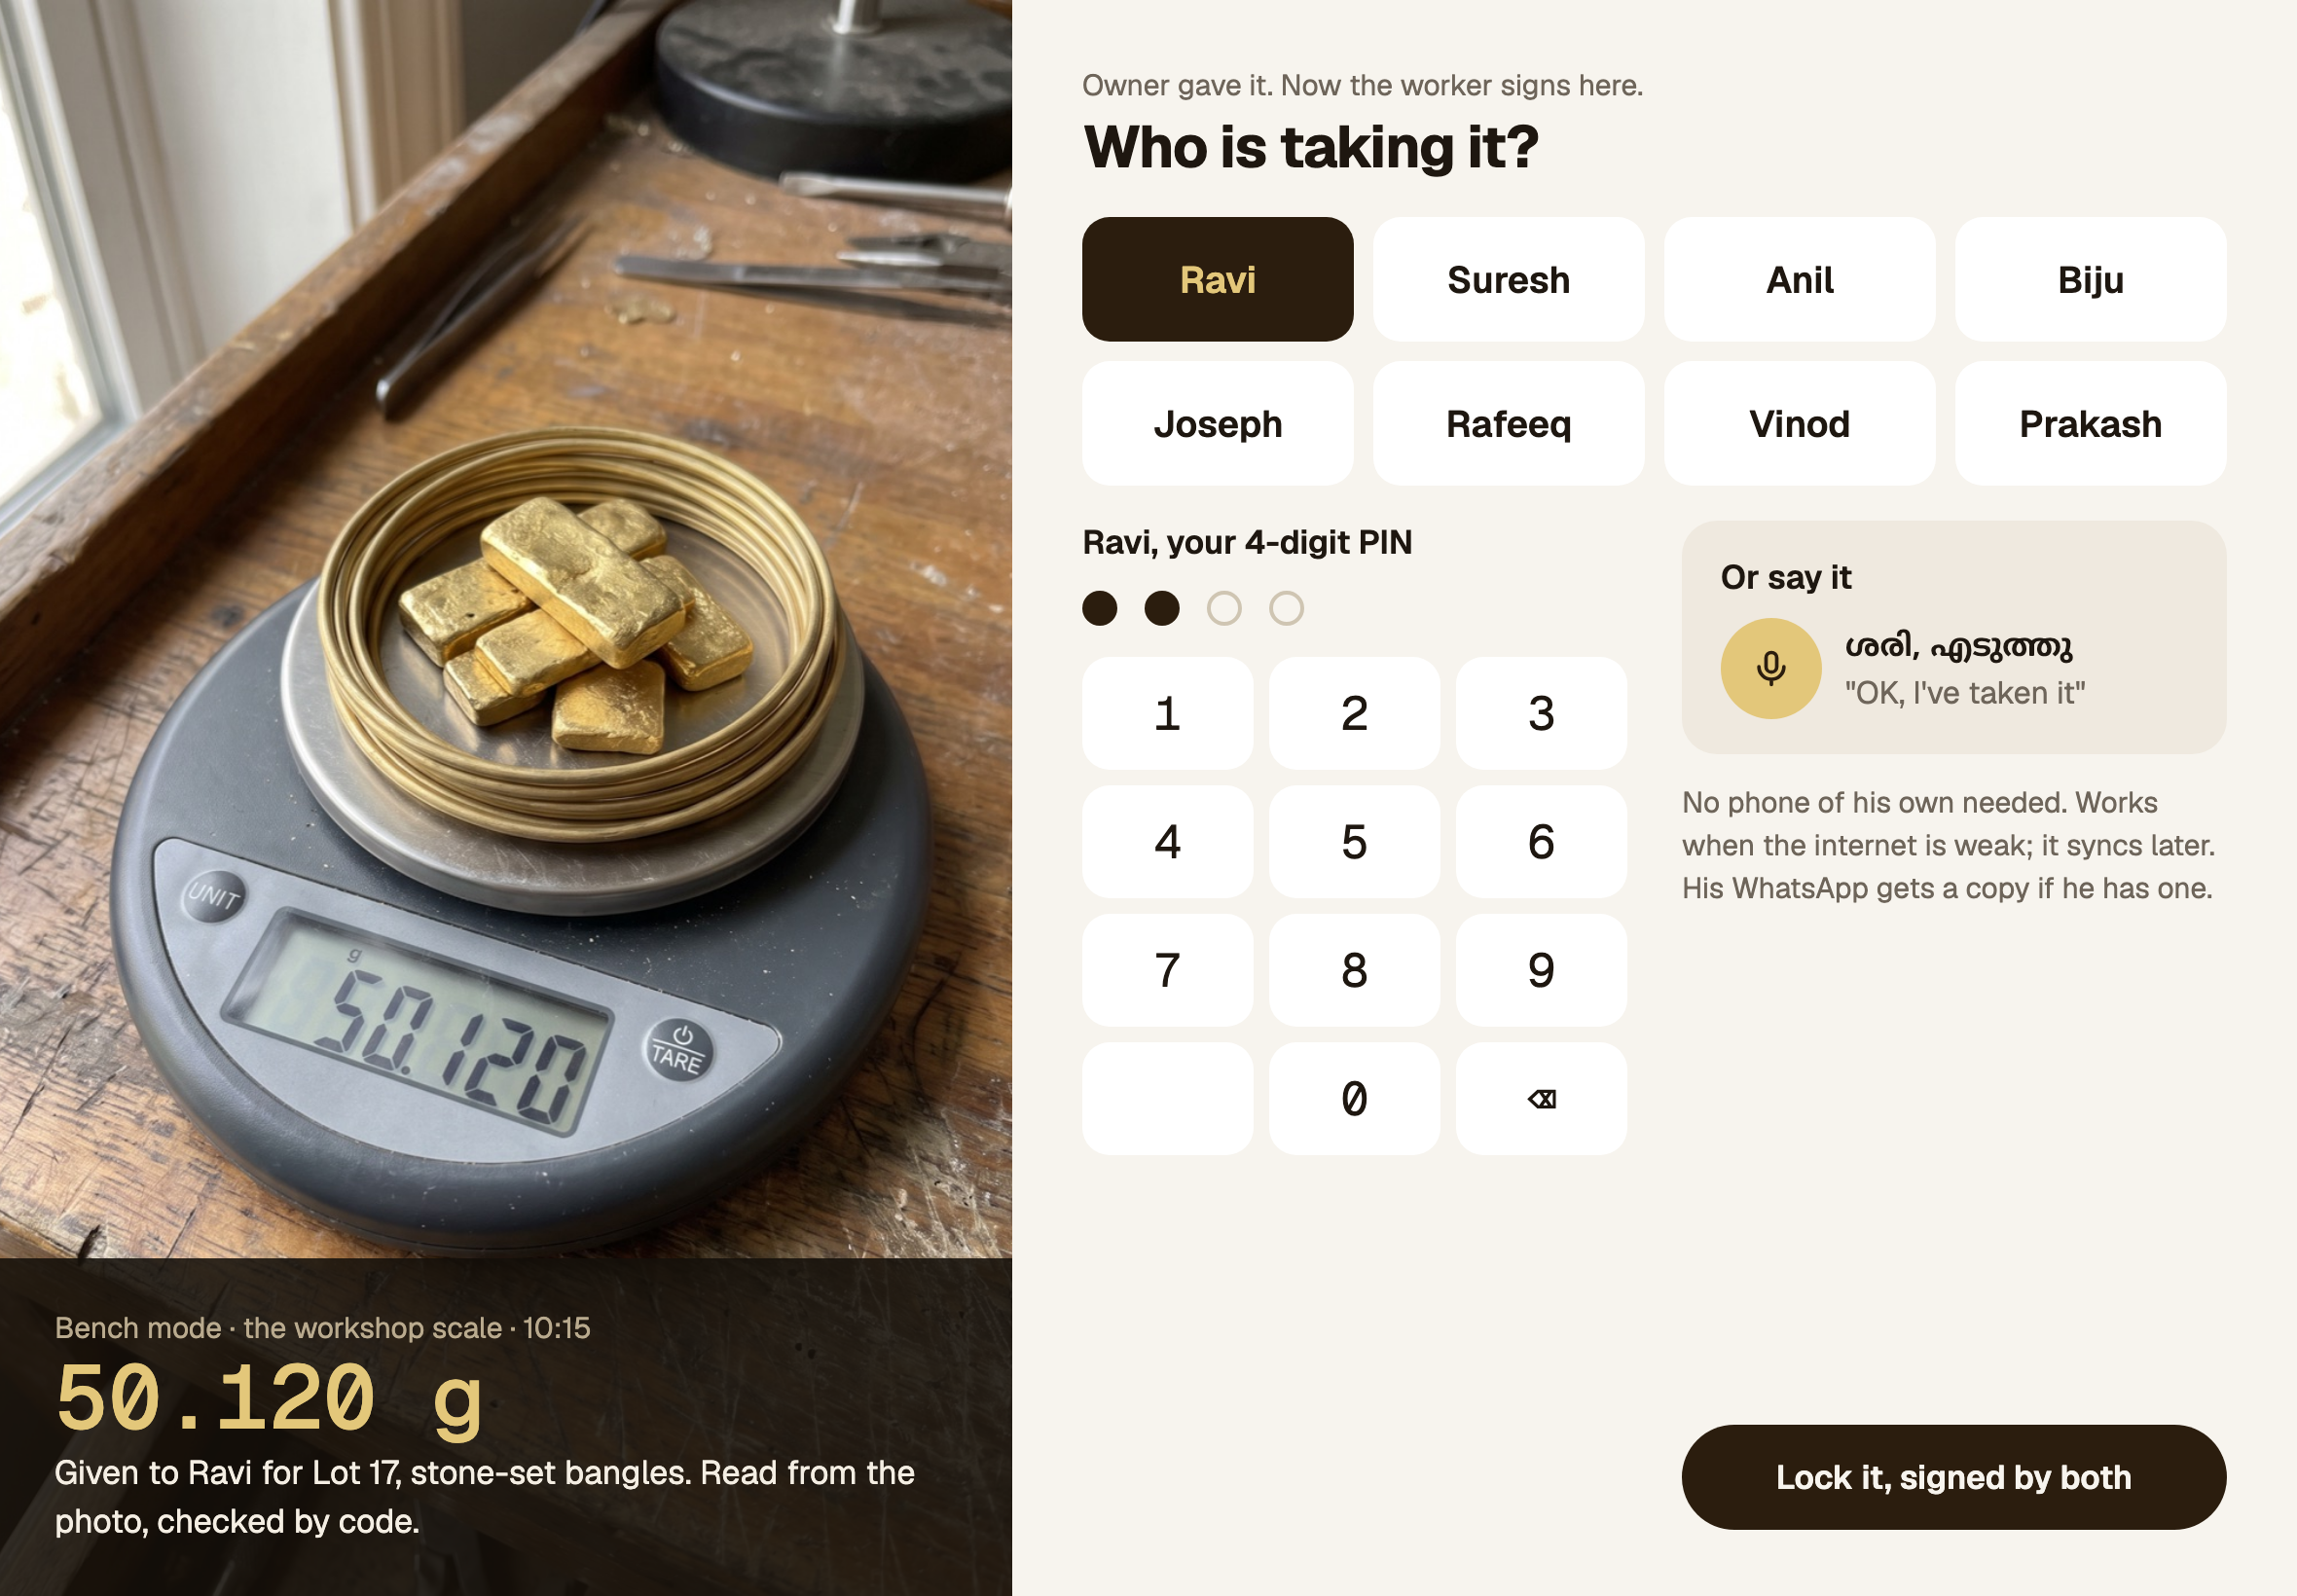 UNIT
g
50.120
TARE
Bench mode · the workshop scale · 10:15
50.120 g
Given to Ravi for Lot 17, stone-set bangles. Read from the
photo, checked by code.
Owner gave it. Now the worker signs here.
Who is taking it?
Ravi Suresh Anil Biju
Joseph Rafeeq Vinod Prakash
Ravi, your 4-digit PIN
1 2 3
4 5 6
7 8 9
0
Or say it
ശരി, എടുത്തു
"OK, I've taken it"
No phone of his own needed. Works
when the internet is weak; it syncs later.
His WhatsApp gets a copy if he has one.
Lock it, signed by both